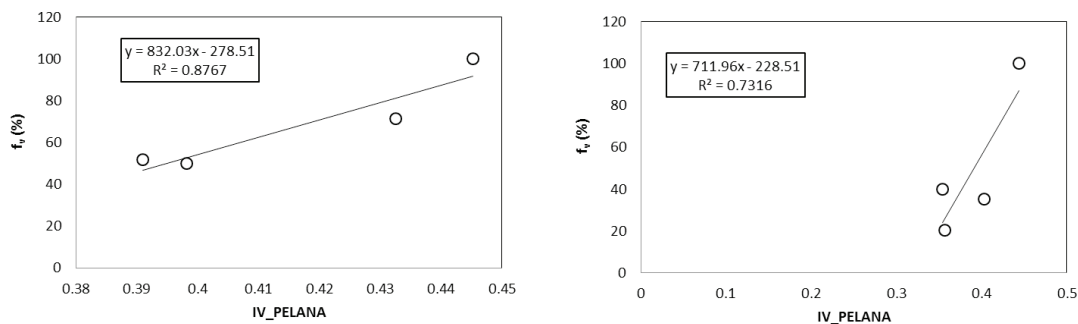 120
100
80
60
40
20
0
fᵥ (%)
y = 832.03x - 278.51
R² = 0.8767
0.38 0.39 0.4 0.41 0.42 0.43 0.44 0.45
IV_PELANA
120
100
80
60
40
20
0
fᵥ (%)
y = 711.96x - 228.51
R² = 0.7316
0 0.1 0.2 0.3 0.4 0.5
IV_PELANA